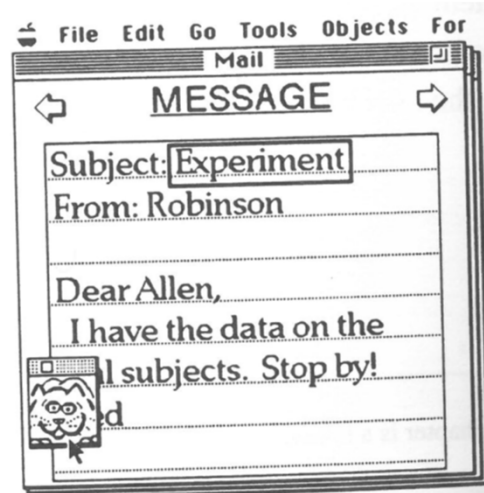 File Edit Go Tools Objects For
Mail
MESSAGE
Subject: Experiment
From: Robinson
Dear Allen,
I have the data on the
subjects. Stop by!